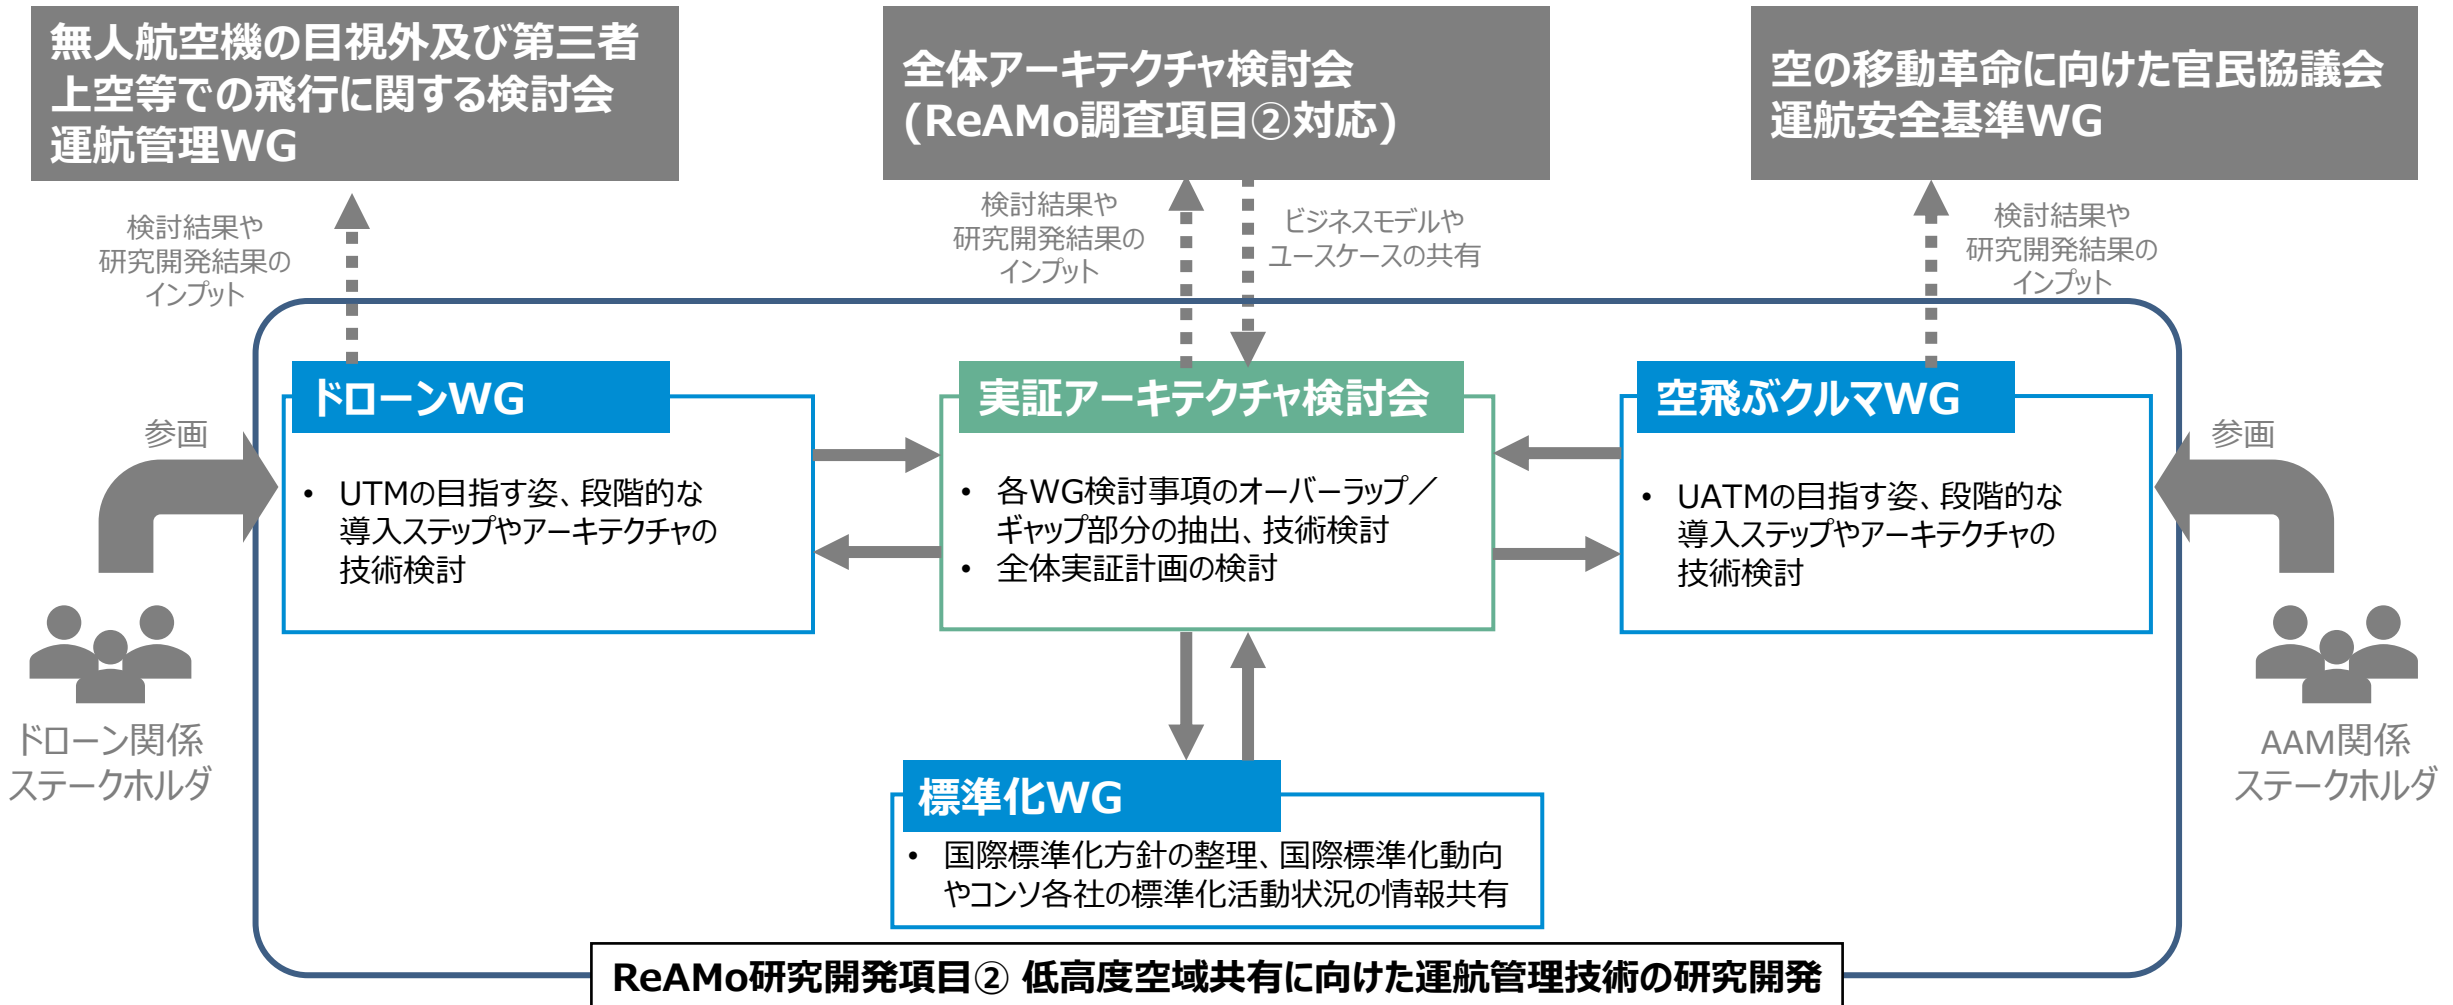 無人航空機の目視外及び第三者
上空等での飛行に関する検討会
運航管理WG
全体アーキテクチャ検討会
(ReAMo調査項目②対応)
空の移動革命に向けた官民協議会
運航安全基準WG
検討結果や
研究開発結果の
インプット
検討結果や
研究開発結果の
インプット
ビジネスモデルや
ユースケースの共有
検討結果や
研究開発結果の
インプット
参画
ドローンWG
• UTMの目指す姿、段階的な
導入ステップやアーキテクチャの
技術検討
実証アーキテクチャ検討会
• 各WG検討事項のオーバーラップ／
ギャップ部分の抽出、技術検討
• 全体実証計画の検討
空飛ぶクルマWG
• UATMの目指す姿、段階的な
導入ステップやアーキテクチャの
技術検討
参画
ドローン関係
ステークホルダ
AAM関係
ステークホルダ
標準化WG
• 国際標準化方針の整理、国際標準化動向
やコンソ各社の標準化活動状況の情報共有
ReAMo研究開発項目② 低高度空域共有に向けた運航管理技術の研究開発